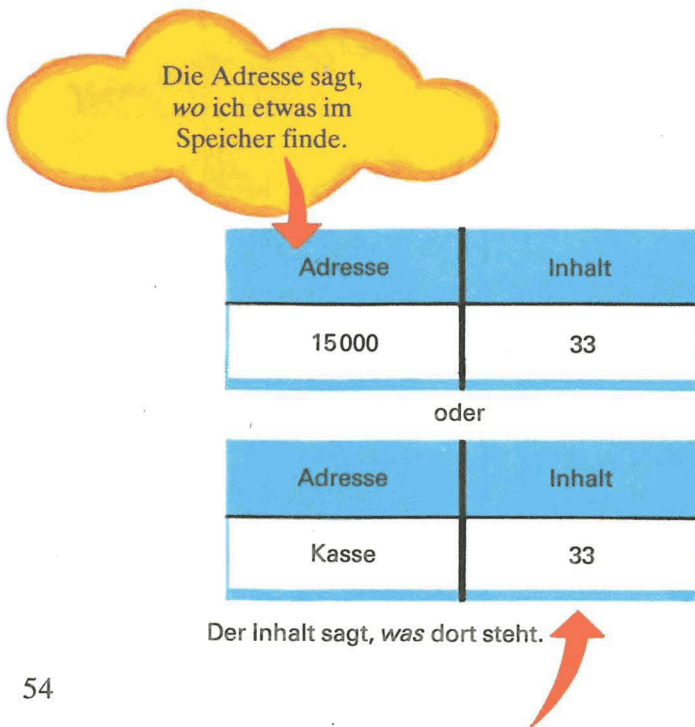 Die Adresse sagt,
wo ich etwas im
Speicher finde.
Adresse Inhalt
15000 33
oder
Adresse Inhalt
Kasse 33
Der Inhalt sagt, was dort steht.
54